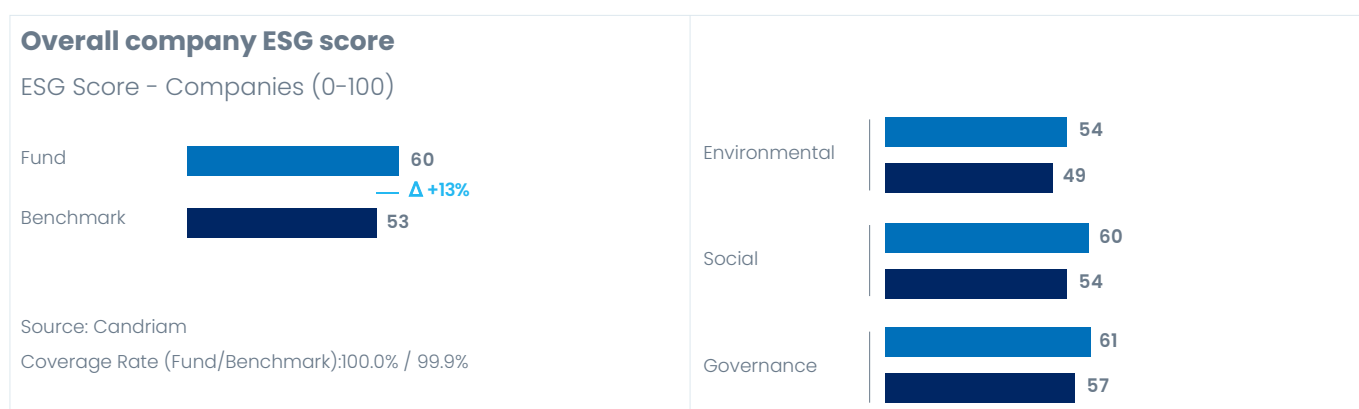 Overall company ESG score
ESG Score - Companies (0-100)
Fund 60
Δ +13%
Benchmark 53
Source: Candriam
Coverage Rate (Fund/Benchmark):100.0% / 99.9%
54
Environmental
49
60
Social
54
61
Governance
57